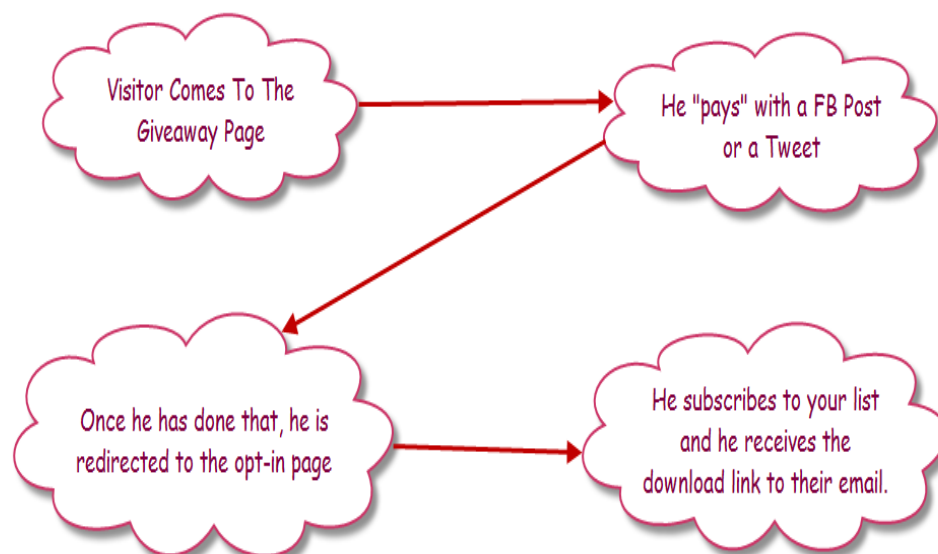 Visitor Comes To The
Giveaway Page
He "pays" with a FB Post
or a Tweet
Once he has done that, he is
redirected to the opt-in page
He subscribes to your list
and he receives the
download link to their email.